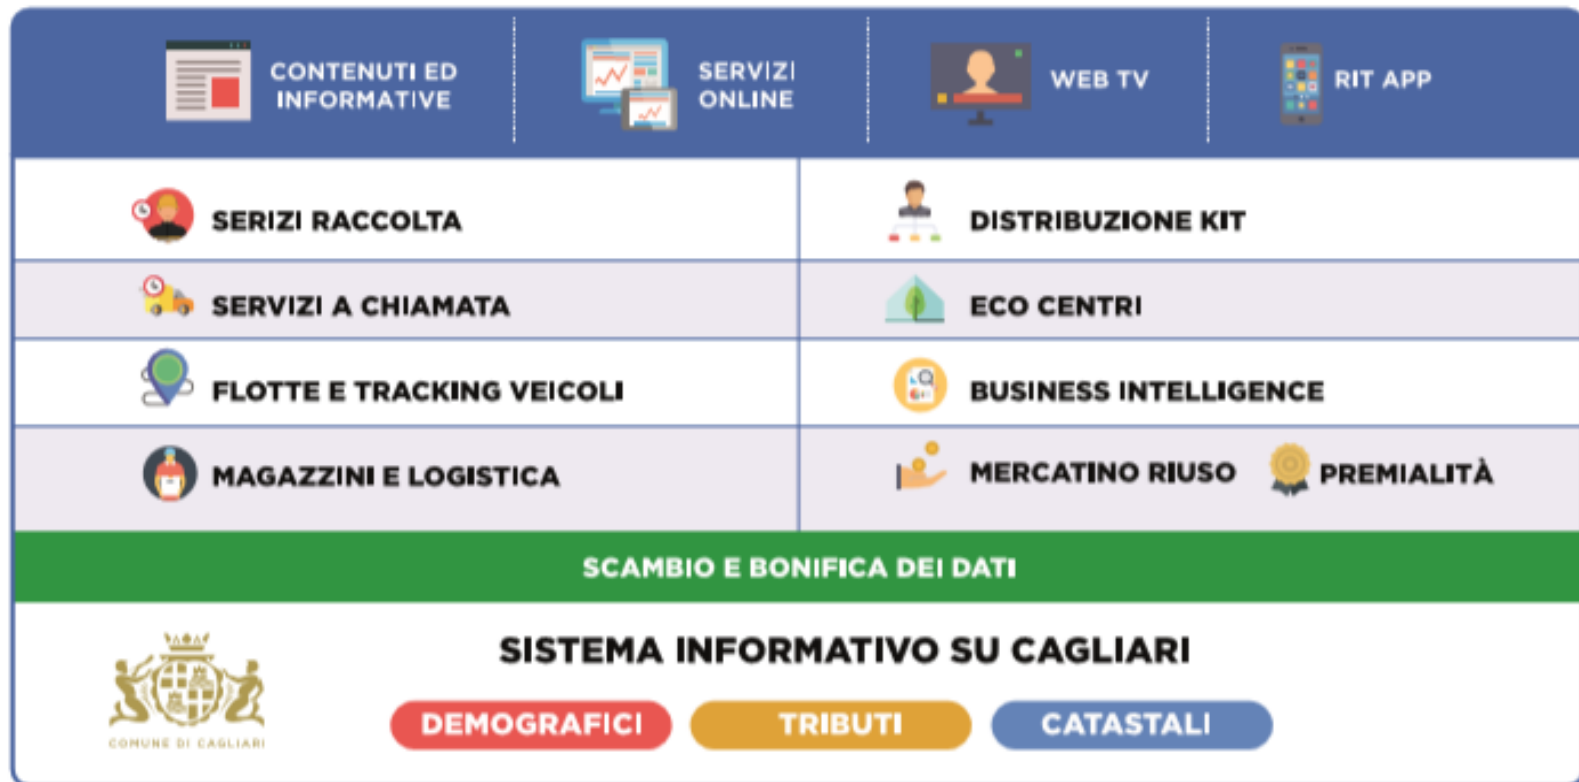 CONTENUTI ED
INFORMATIVE
SERVIZI
ONLINE
WEB TV
RIT APP
SERIZI RACCOLTA
DISTRIBUZIONE KIT
SERVIZI A CHIAMATA
ECO CENTRI
FLOTTE E TRACKING VEICOLI
BUSINESS INTELLIGENCE
MAGAZZINI E LOGISTICA
MERCATINO RIUSO
PREMIALITÀ
SCAMBIO E BONIFICA DEI DATI
SISTEMA INFORMATIVO SU CAGLIARI
COMUNE DI CAGLIARI
DEMOGRAFICI
TRIBUTI
CATASTALI